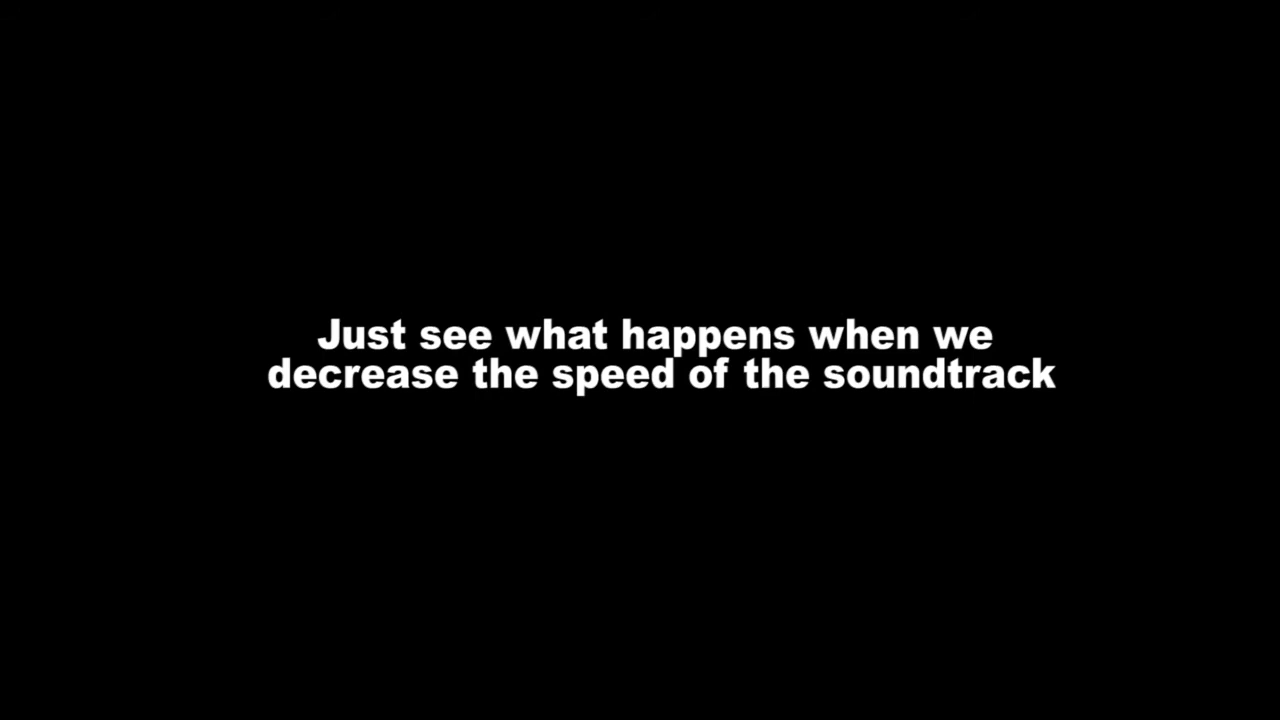 Just see what happens when we
decrease the speed of the soundtrack